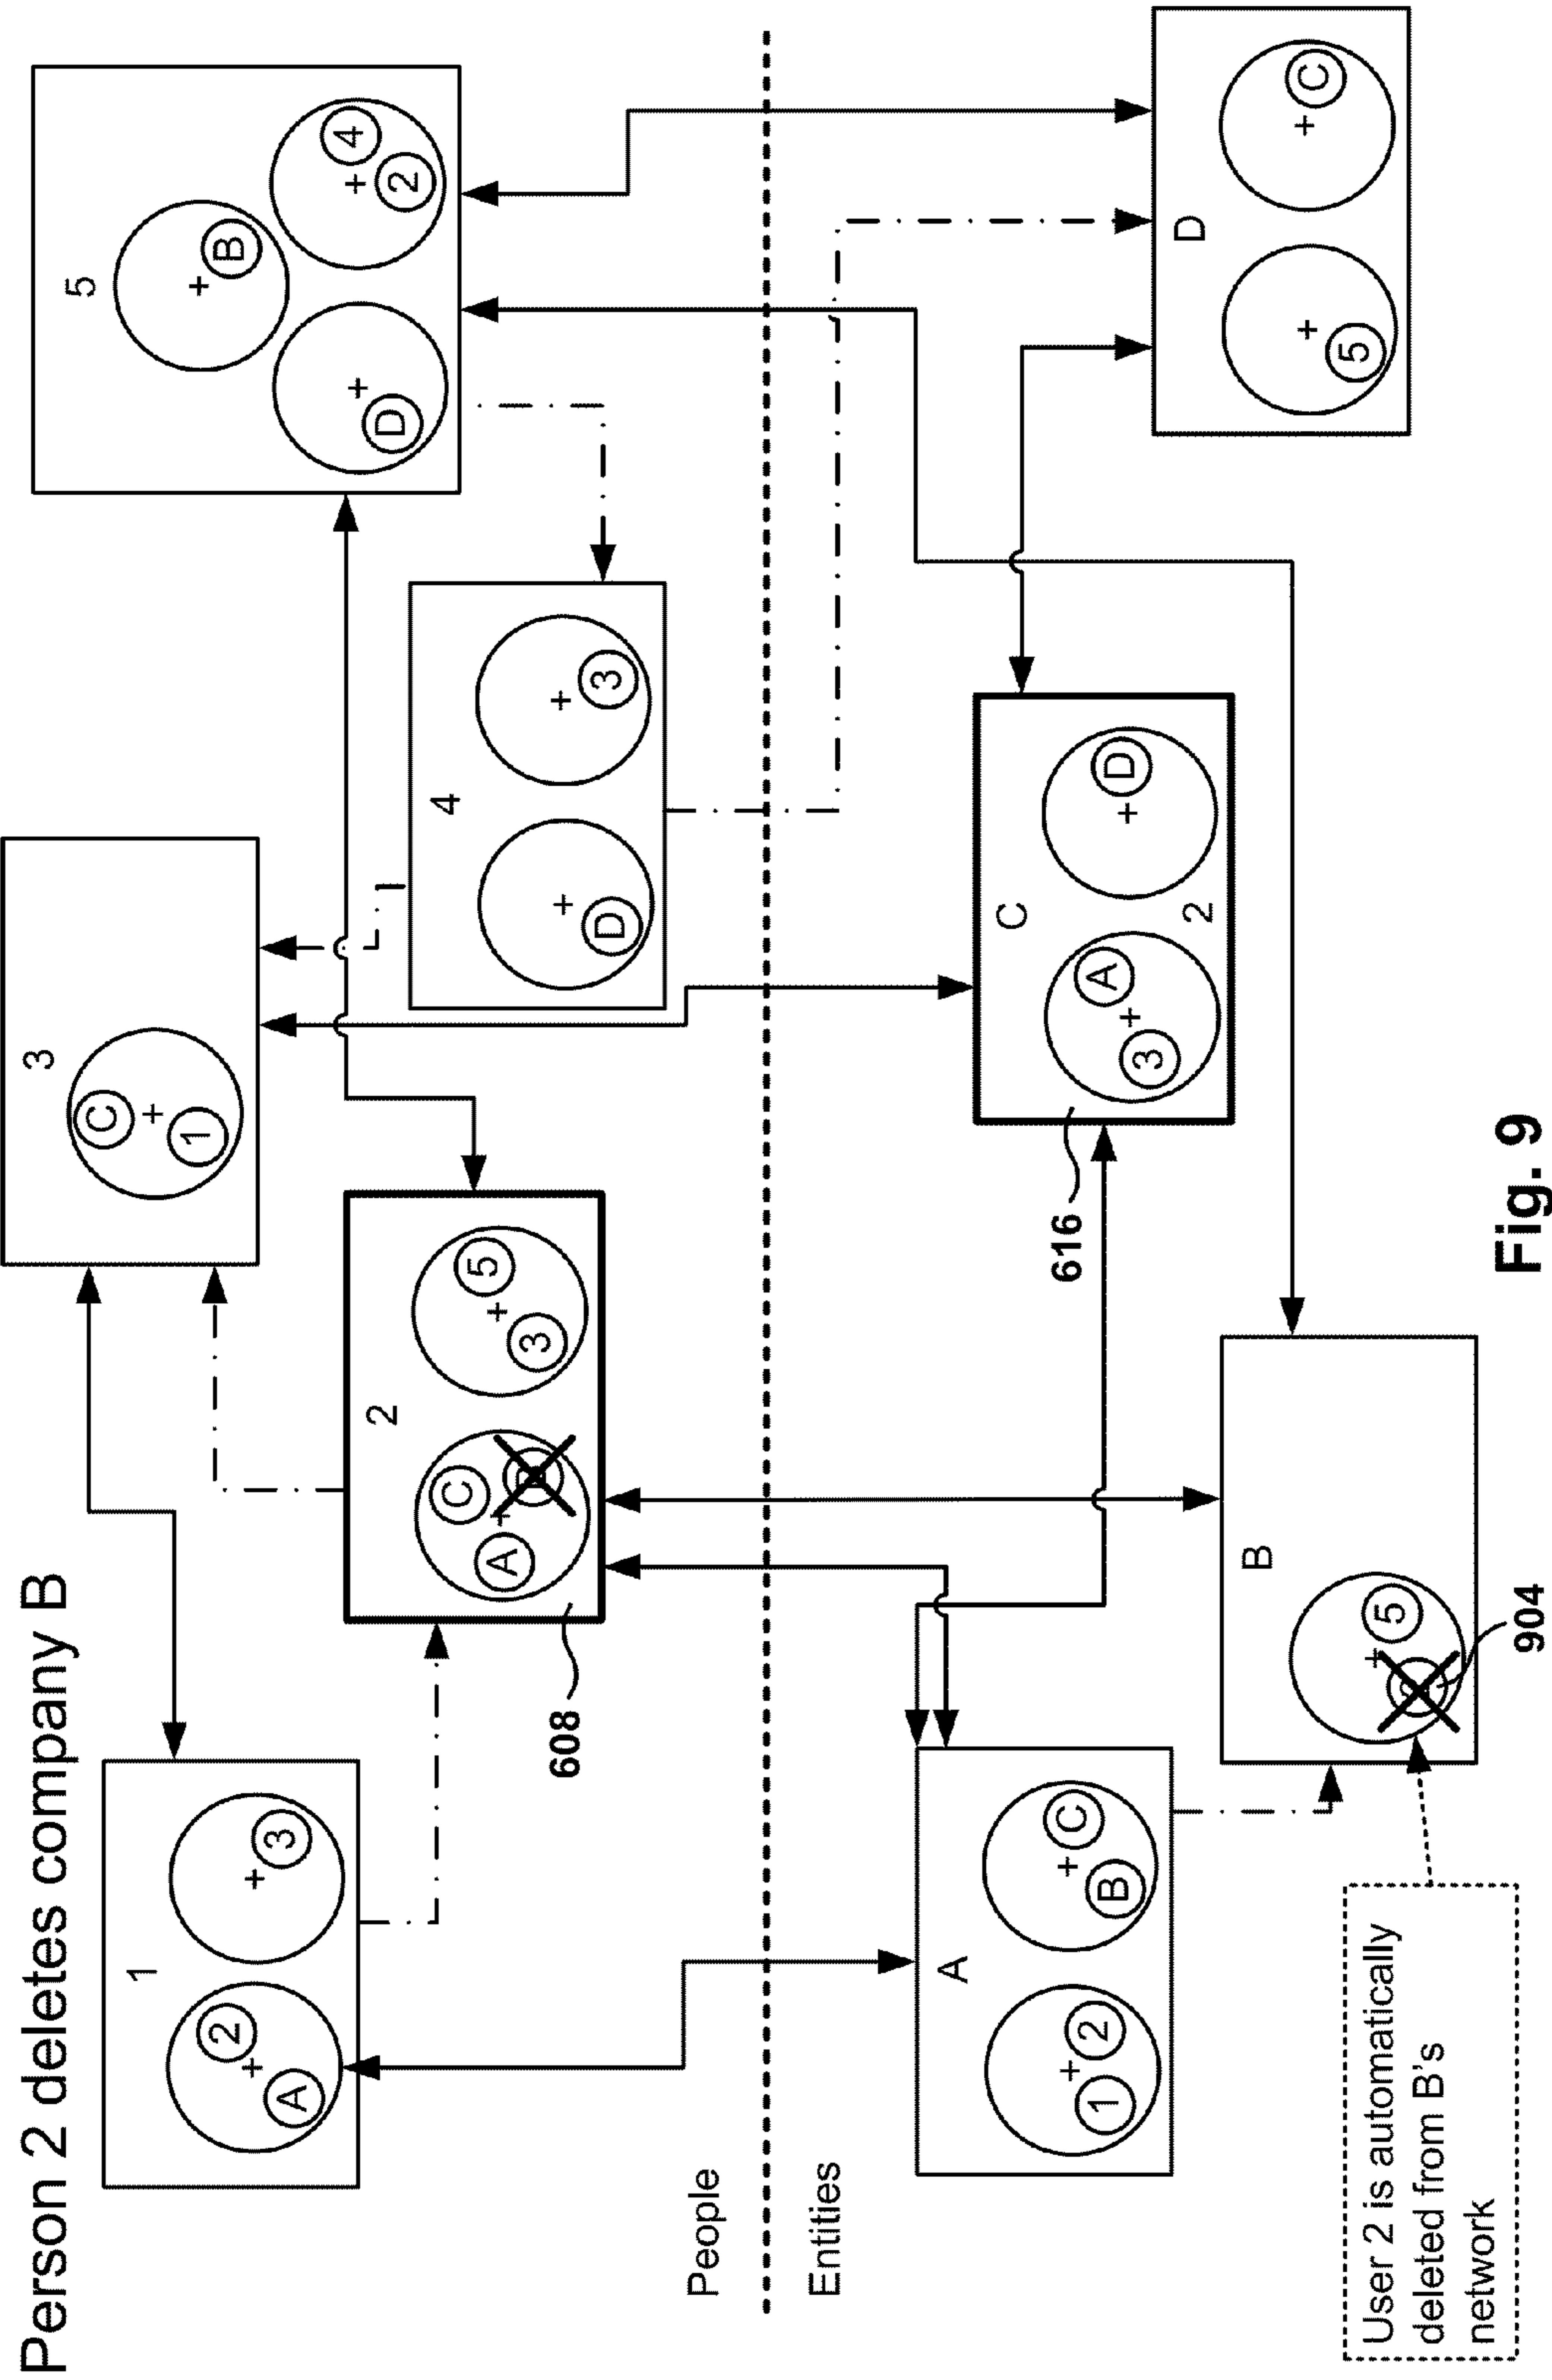 Person 2 deletes company B
3
C
1
5
B
4
2
D
1
2
A
3
2
C
A
5
3
4
D
3
608
People
Entities
A
1
2
C
B
C
A
3
D
2
616
D
5
C
B
5
904
User 2 is automatically
deleted from B's
network
Fig. 9